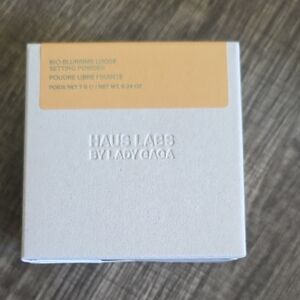 BIO-BLURRING LOOSE
SETTING POWDER
POUDRE LIBRE FIXANTE
POIDS NET 7 G / NET WT. 0.24 OZ
HAUS LABS
BY LADY GAGA